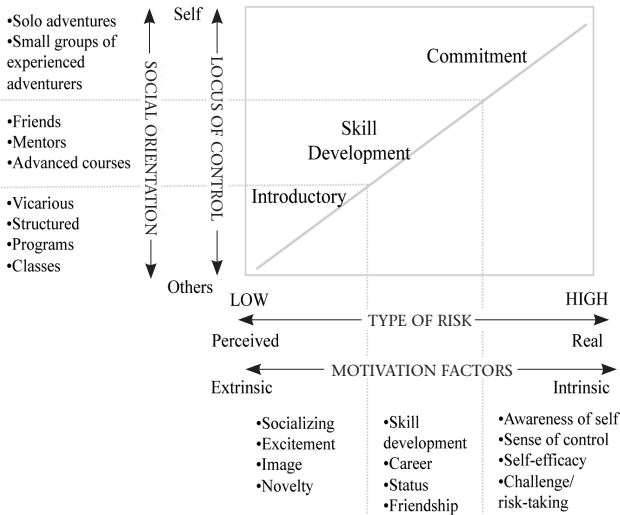 •Solo adventures
•Small groups of
experienced
adventurers
•Friends
•Mentors
•Advanced courses
•Vicarious
•Structured
•Programs
•Classes
SOCIAL ORIENTATION
LOCUS OF CONTROL
Self
Others
Commitment
Skill
Development
Introductory
LOW
HIGH
TYPE OF RISK
Perceived
Real
MOTIVATION FACTORS
Extrinsic
Intrinsic
•Socializing
•Excitement
•Image
•Novelty
•Skill
development
•Career
•Status
•Friendship
•Awareness of self
•Sense of control
•Self-efficacy
•Challenge/
risk-taking